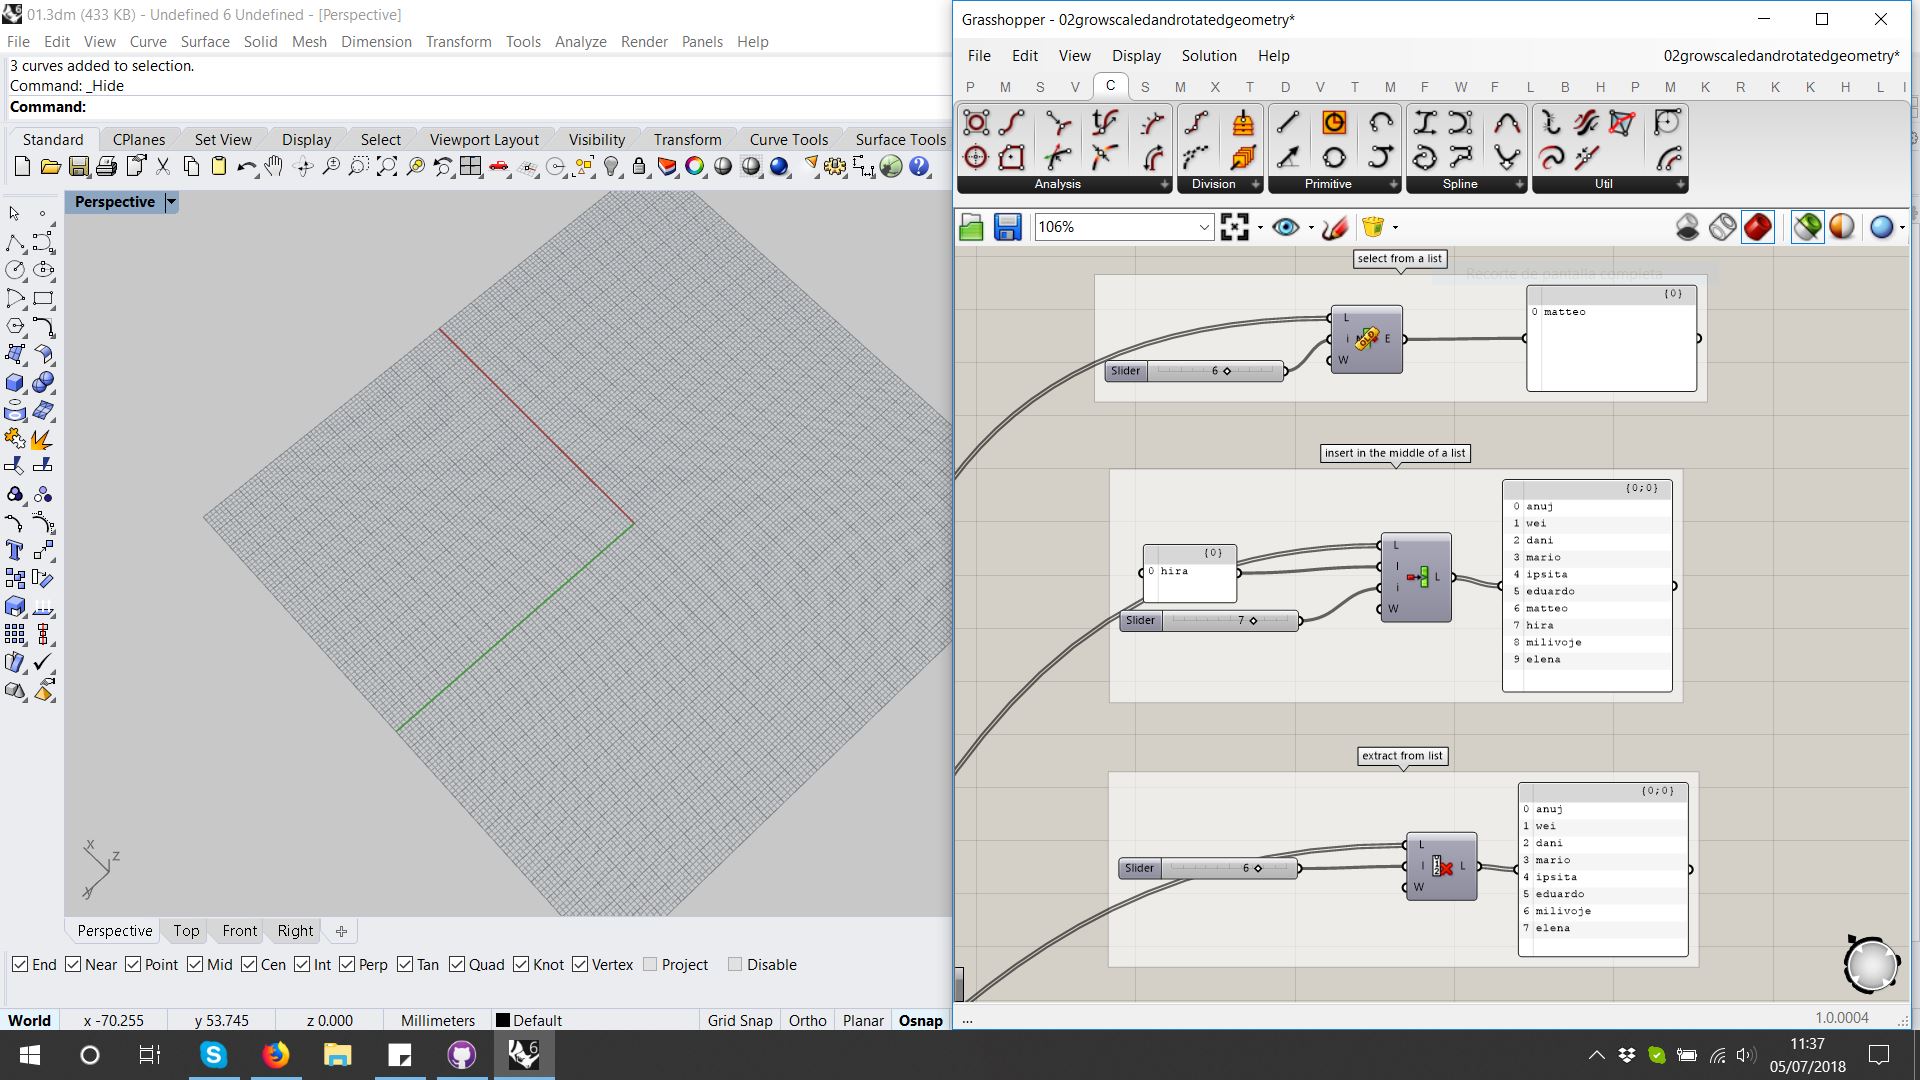 01.3dm (433 KB) - Undefined 6 Undefined - [Perspective]
File Edit View Curve Surface Solid Mesh Dimension Transform Tools Analyze Render Panels Help
3 curves added to selection.
Command: _Hide
Command:
Standard CPlanes Set View Display Select Viewport Layout Visibility Transform Curve Tools Surface Tools
Perspective
x
z
y
Perspective Top Front Right
End Near Point Mid Cen Int Perp Tan Quad Knot Vertex Project Disable
World x -70.255 y 53.745 z 0.000 Millimeters Default Grid Snap Ortho Planar Osnap
Grasshopper - 02growscaledandrotatedgeometry*
File Edit View Display Solution Help 02growscaledandrotatedgeometry*
P M S V C S M X T D V T M F W F L B H P M K R K K H L I
Analysis Division Primitive Spline Util
106%
select from a list
Recorte de pantalla completa
{0}
0 matteo
L
i E
W
Slider 6
insert in the middle of a list
{0;0}
0 anuj
1 wei
2 dani
3 mario
4 ipsita
5 eduardo
6 matteo
7 hira
8 milivoje
9 elena
{0}
0 hira
L
I
i
W
L
Slider 7
extract from list
{0;0}
0 anuj
1 wei
2 dani
3 mario
4 ipsita
5 eduardo
6 milivoje
7 elena
L
I L
W
Slider 6
... 1.0.0004
6
11:37
05/07/2018